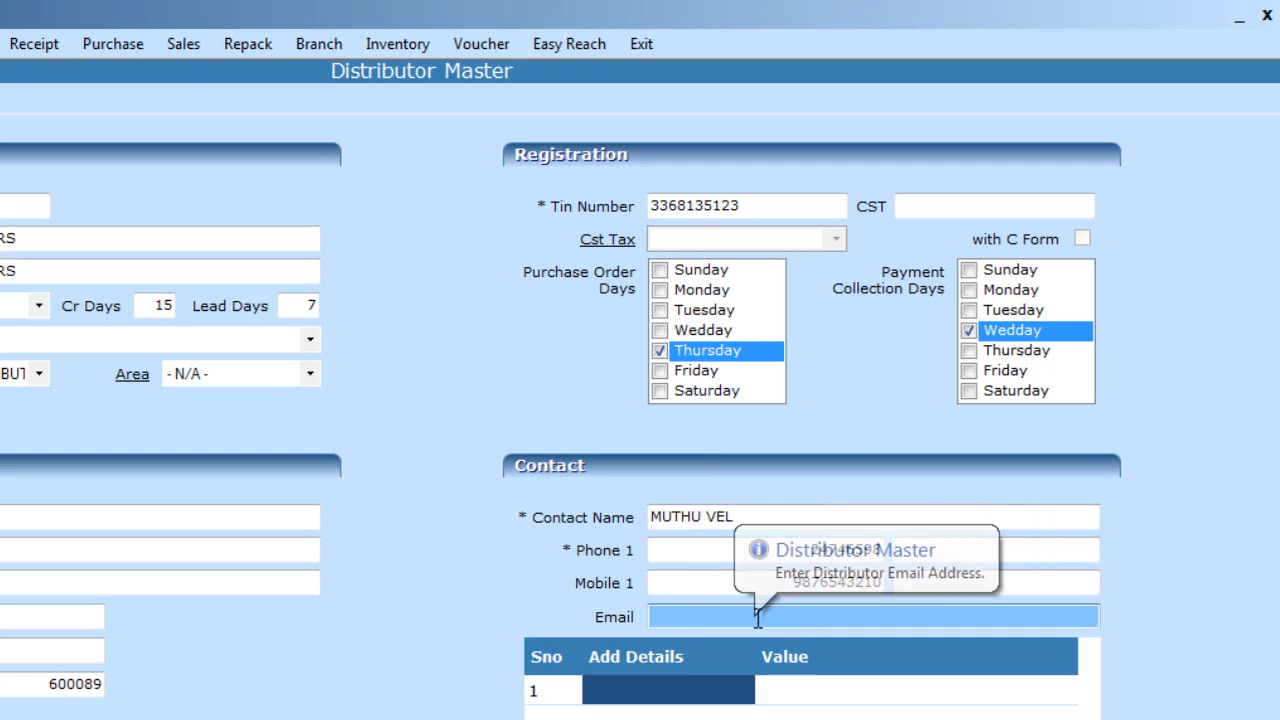 _ x
Receipt Purchase Sales Repack Branch Inventory Voucher Easy Reach Exit
Distributor Master
Registration
* Tin Number 3368135123 CST
RS
Cst Tax with C Form
RS
Purchase Order Days
Sunday
Monday
Tuesday
Wedday
Thursday
Friday
Saturday
Payment Collection Days
Sunday
Monday
Tuesday
Wedday
Thursday
Friday
Saturday
Cr Days 15 Lead Days 7
BUT Area - N/A -
Contact
* Contact Name MUTHU VEL
* Phone 1 24746598
Distributor Master
Enter Distributor Email Address.
Mobile 1 9876543210
Email
Sno Add Details Value
1
600089